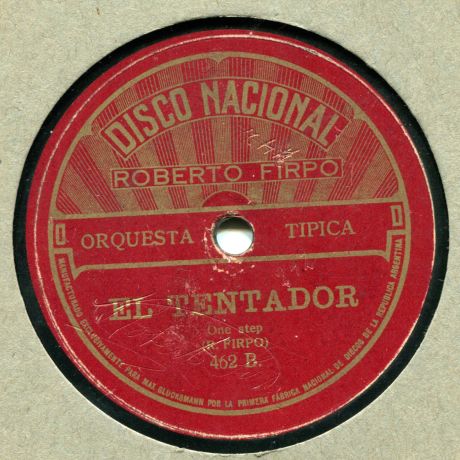 DISCO NACIONAL
ROBERTO FIRPO
ORQUESTA TIPICA
EL TENTADOR
One step
(R. FIRPO)
462 B.
MANUFACTURADO EXCLUSIVAMENTE PARA MAX GLUCKSMANN POR LA PRIMERA FABRICA NACIONAL DE DISCOS DE LA REPUBLICA ARGENTINA